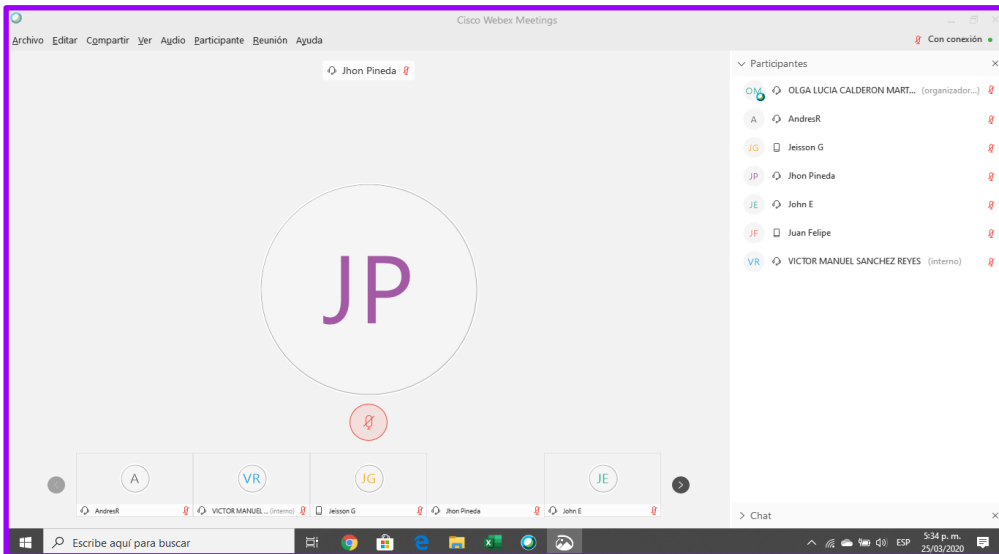 Cisco Webex Meetings
Archivo Editar Compartir Ver Audio Participante Reunión Ayuda
Con conexión
Jhon Pineda
JP
A
AndresR
VR
VICTOR MANUEL ... (interno)
JG
Jeisson G
Jhon Pineda
JE
John E
Participantes
OM OLGA LUCIA CALDERON MART... (organizador...)
A AndresR
JG Jeisson G
JP Jhon Pineda
JE John E
JF Juan Felipe
VR VICTOR MANUEL SANCHEZ REYES (interno)
Chat
Escribe aquí para buscar
ESP
5:34 p. m.
25/03/2020